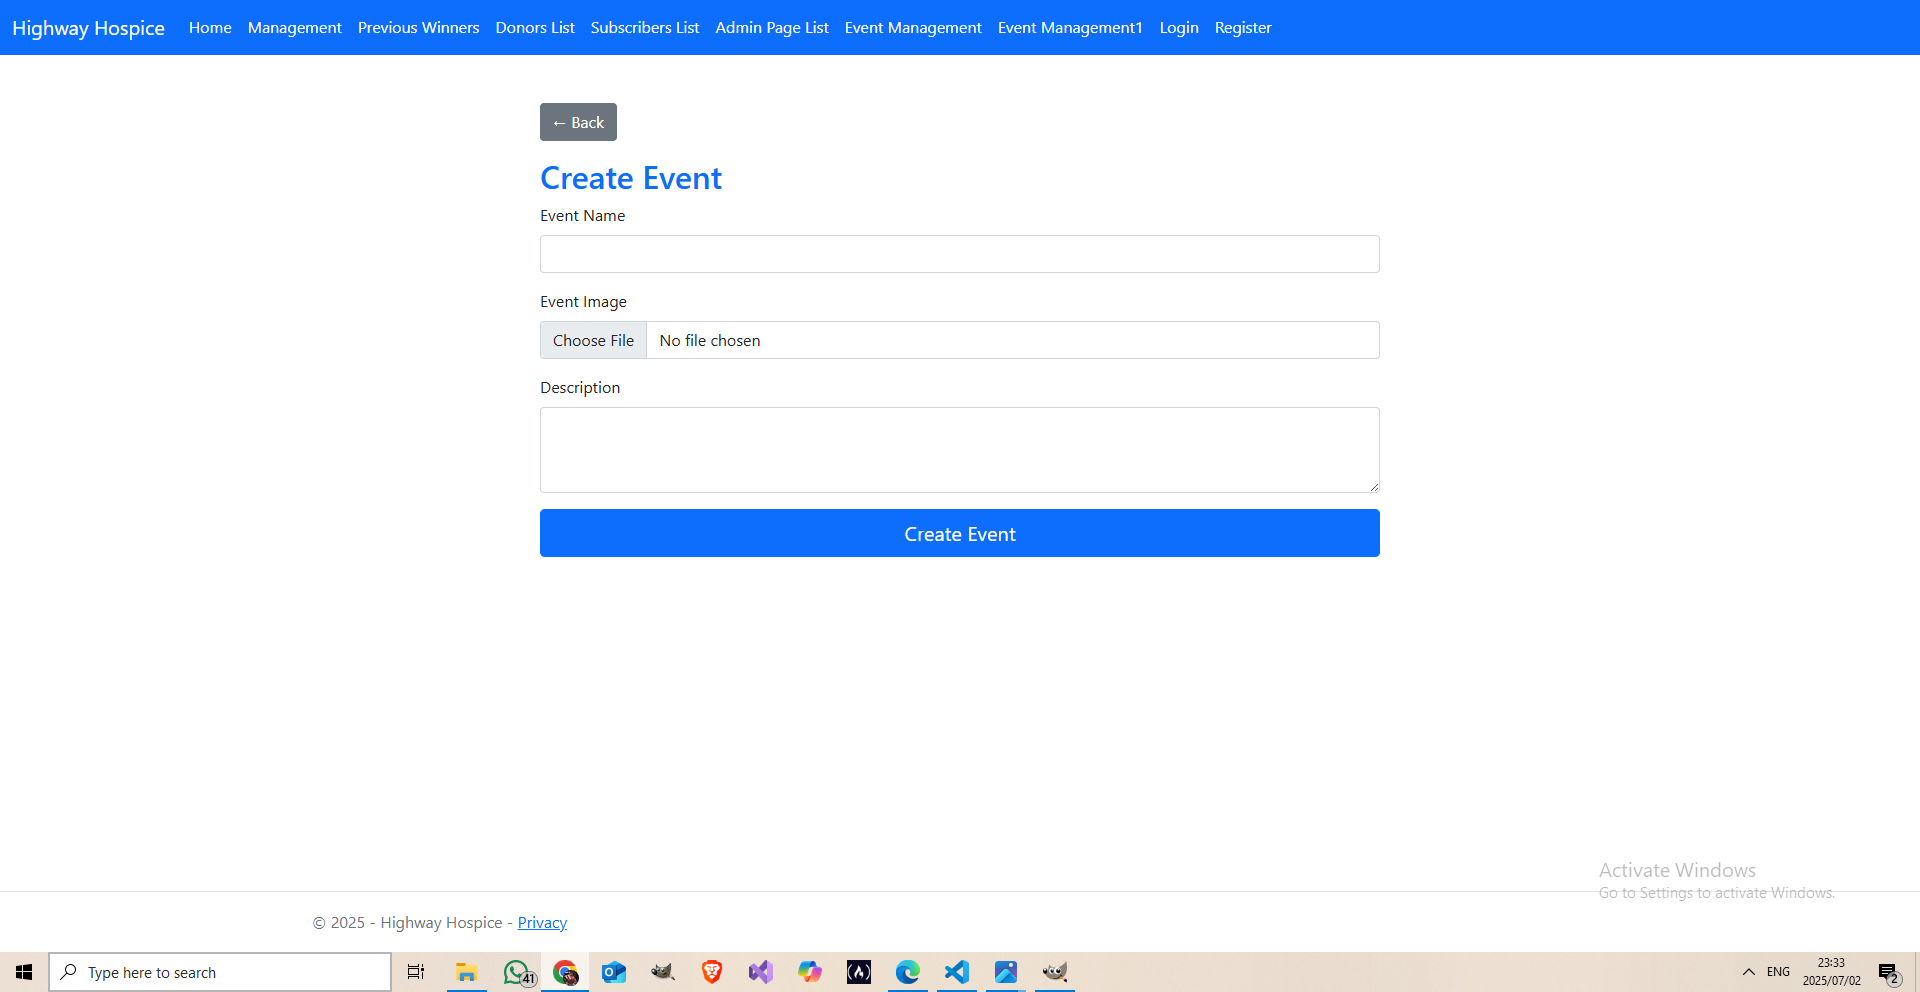 Highway Hospice Home Management Previous Winners Donors List Subscribers List Admin Page List Event Management Event Management1 Login Register
← Back
Create Event
Event Name
Event Image
Choose File No file chosen
Description
Create Event
Activate Windows
Go to Settings to activate Windows.
© 2025 - Highway Hospice - Privacy
Type here to search
41
ENG
23:33
2025/07/02
2